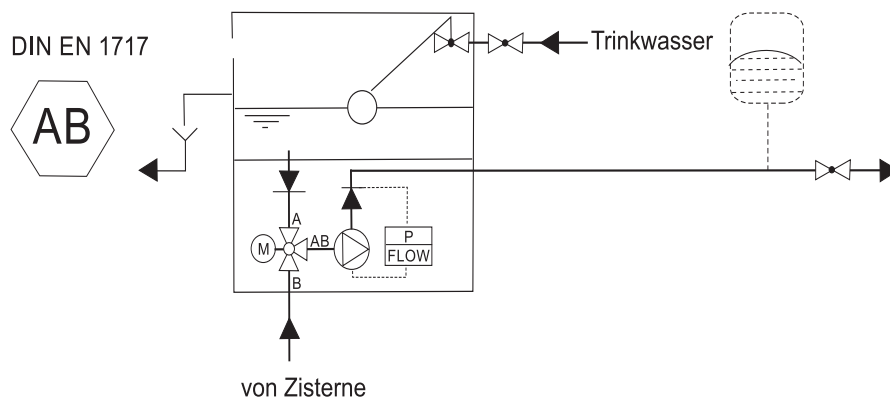 DIN EN 1717
Trinkwasser
AB
A
M
AB
P
FLOW
B
von Zisterne